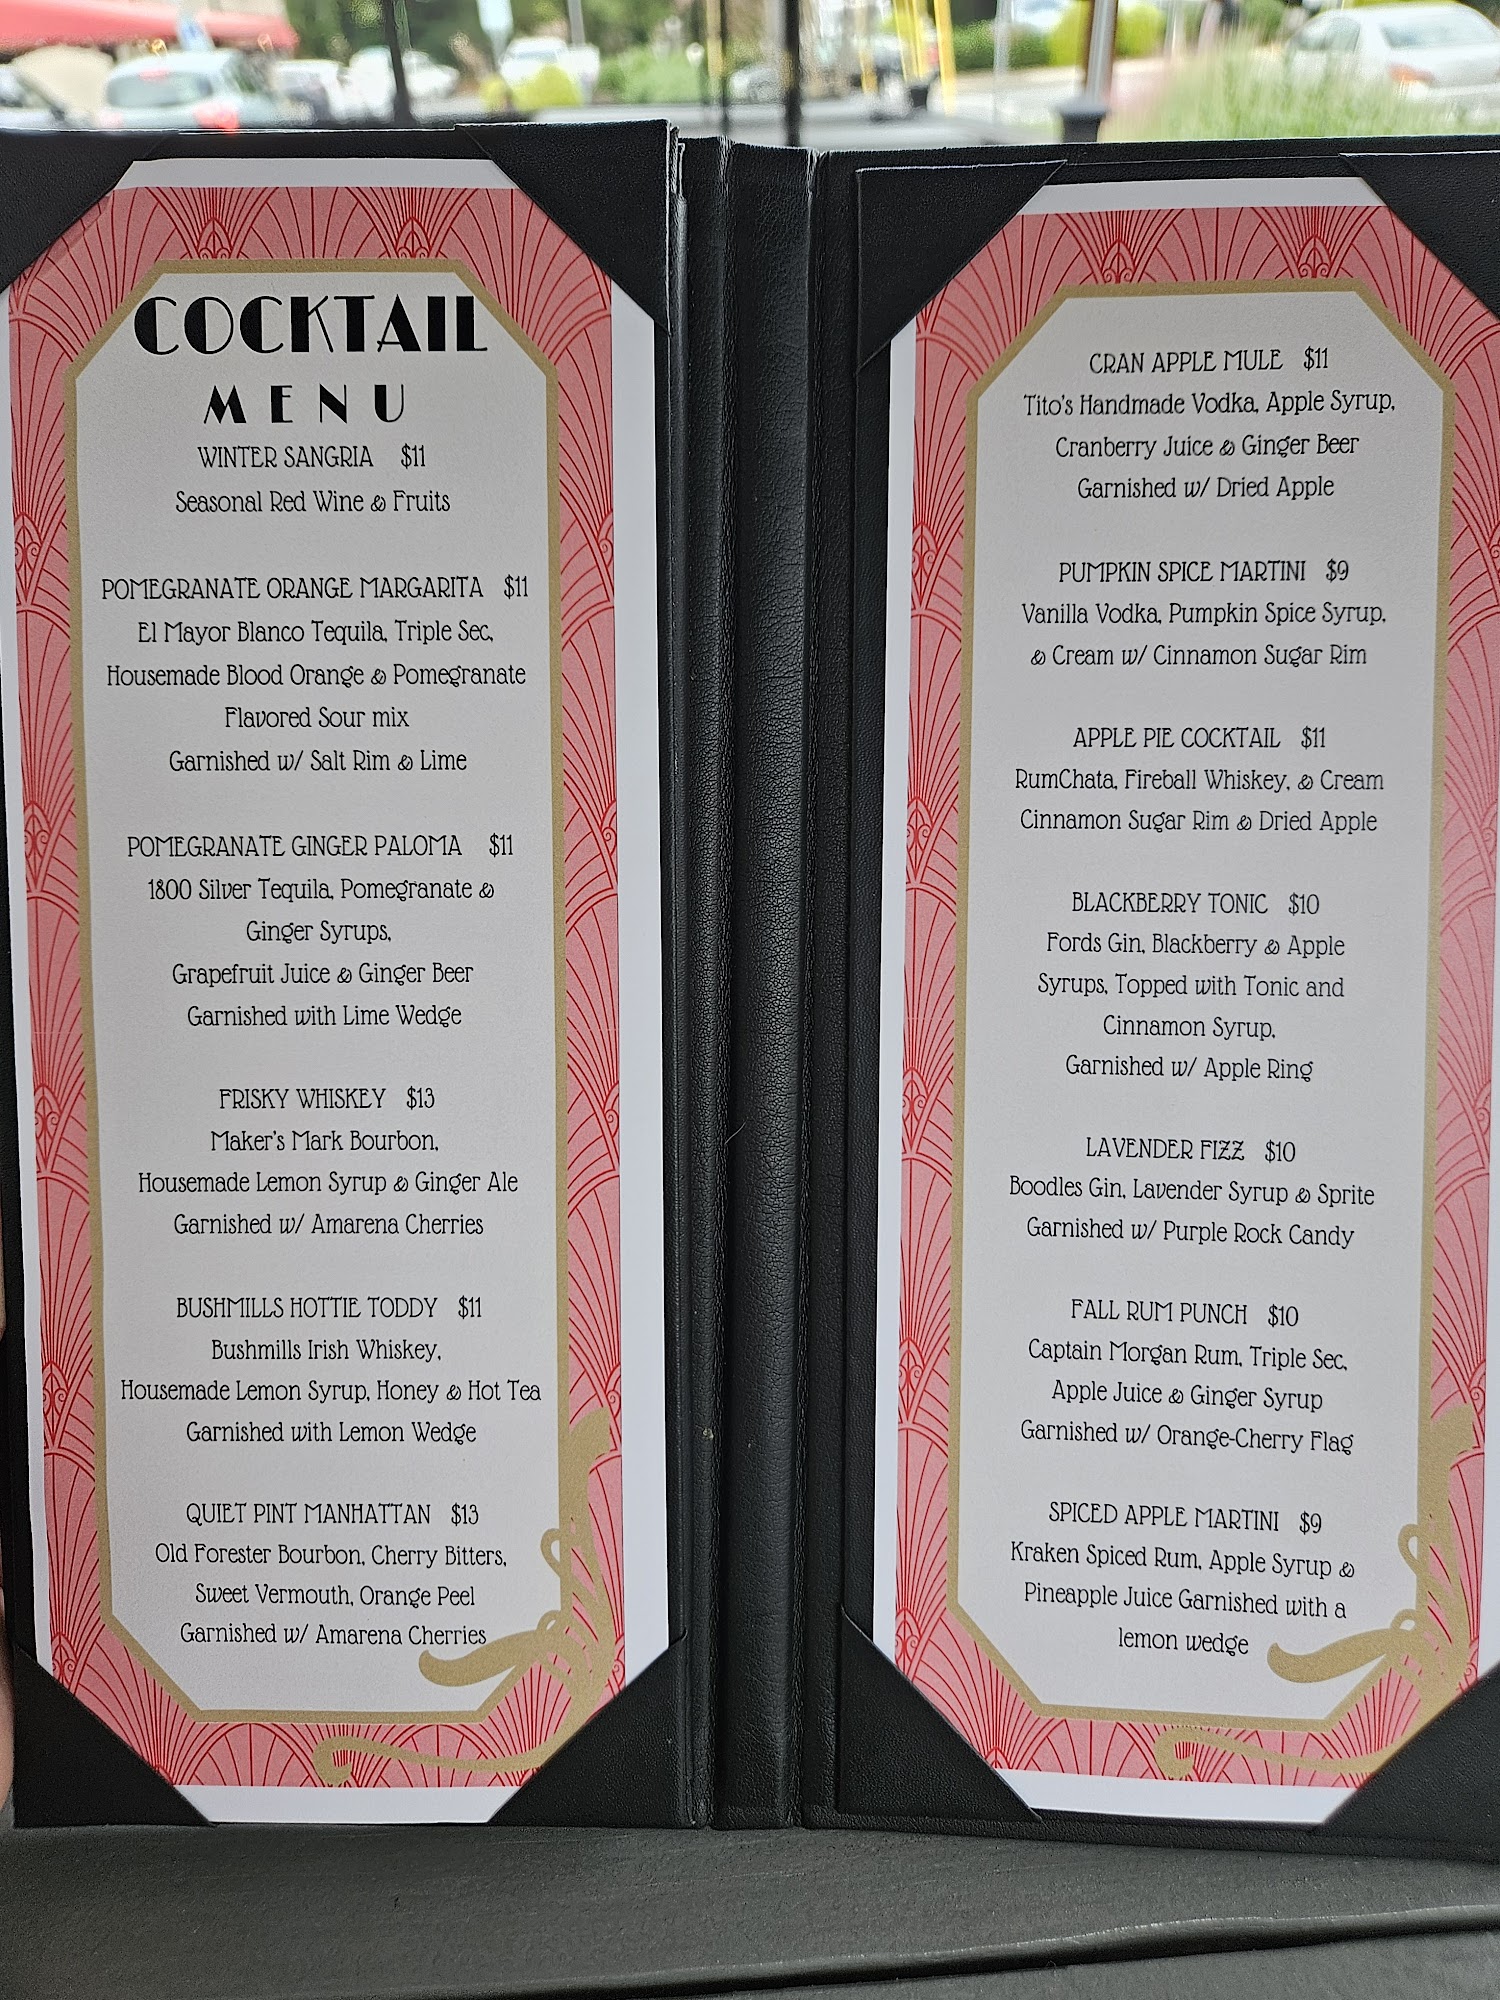 COCKTAIL
MENU
WINTER SANGRIA $11
Seasonal Red Wine & Fruits
POMEGRANATE ORANGE MARGARITA $11
El Mayor Blanco Tequila, Triple Sec,
Housemade Blood Orange & Pomegranate
Flavored Sour mix
Garnished w/ Salt Rim & Lime
POMEGRANATE GINGER PALOMA $11
1800 Silver Tequila, Pomegranate &
Ginger Syrups,
Grapefruit Juice & Ginger Beer
Garnished with Lime Wedge
FRISKY WHISKEY $13
Maker's Mark Bourbon,
Housemade Lemon Syrup & Ginger Ale
Garnished w/ Amarena Cherries
BUSHMILLS HOTTIE TODDY $11
Bushmills Irish Whiskey,
Housemade Lemon Syrup, Honey & Hot Tea
Garnished with Lemon Wedge
QUIET PINT MANHATTAN $13
Old Forester Bourbon, Cherry Bitters,
Sweet Vermouth, Orange Peel
Garnished w/ Amarena Cherries
CRAN APPLE MULE $11
Tito's Handmade Vodka, Apple Syrup,
Cranberry Juice & Ginger Beer
Garnished w/ Dried Apple
PUMPKIN SPICE MARTINI $9
Vanilla Vodka, Pumpkin Spice Syrup,
& Cream w/ Cinnamon Sugar Rim
APPLE PIE COCKTAIL $11
RumChata, Fireball Whiskey, & Cream
Cinnamon Sugar Rim & Dried Apple
BLACKBERRY TONIC $10
Fords Gin, Blackberry & Apple
Syrups, Topped with Tonic and
Cinnamon Syrup,
Garnished w/ Apple Ring
LAVENDER FIZZ $10
Boodles Gin, Lavender Syrup & Sprite
Garnished w/ Purple Rock Candy
FALL RUM PUNCH $10
Captain Morgan Rum, Triple Sec,
Apple Juice & Ginger Syrup
Garnished w/ Orange-Cherry Flag
SPICED APPLE MARTINI $9
Kraken Spiced Rum, Apple Syrup &
Pineapple Juice Garnished with a
lemon wedge